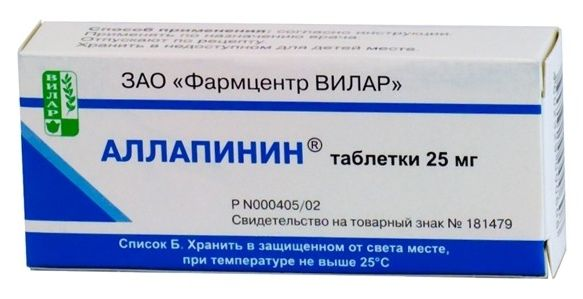 Способ применения: согласно инструкции.
Применять по назначению врача
Отпускают по рецепту
Хранить в недоступном для детей месте.
ВИЛАР
ЗАО «Фармцентр ВИЛАР»
АЛЛАПИНИН® таблетки 25 мг
Р N000405/02
Свидетельство на товарный знак № 181479
Список Б. Хранить в защищенном от света месте,
при температуре не выше 25°С